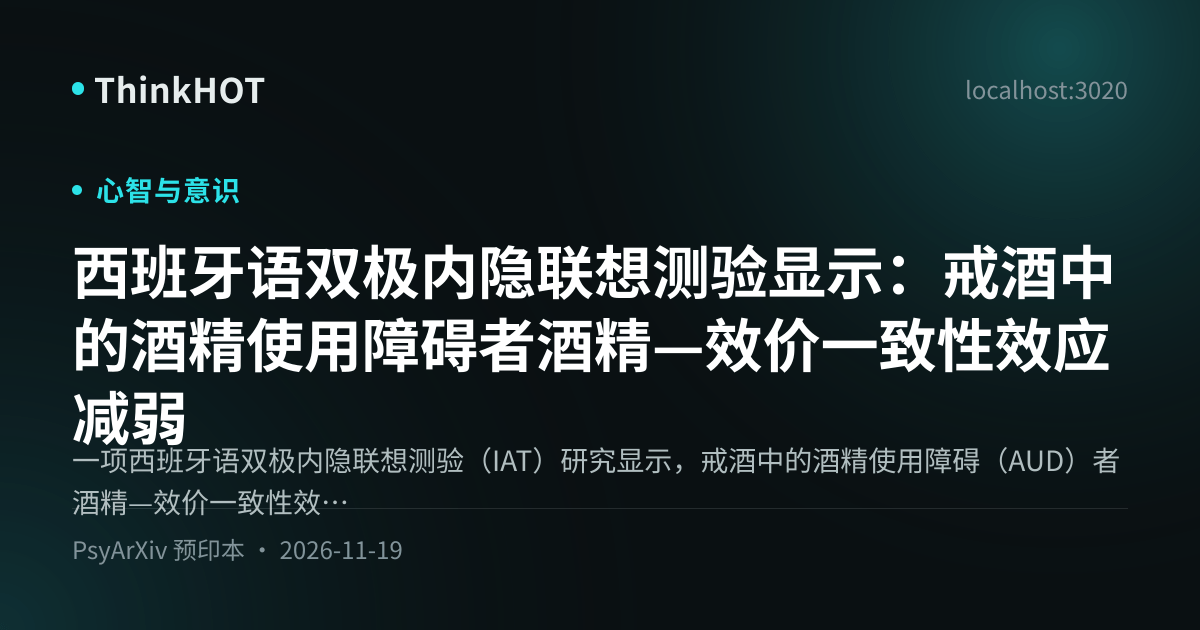 ThinkHOT
localhost:3020
心智与意识
西班牙语双极内隐联想测验显示：戒酒中
的酒精使用障碍者酒精—效价一致性效应
减弱
一项西班牙语双极内隐联想测验（IAT）研究显示，戒酒中的酒精使用障碍（AUD）者
酒精—效价一致性效…
PsyArXiv 预印本 · 2026-11-19